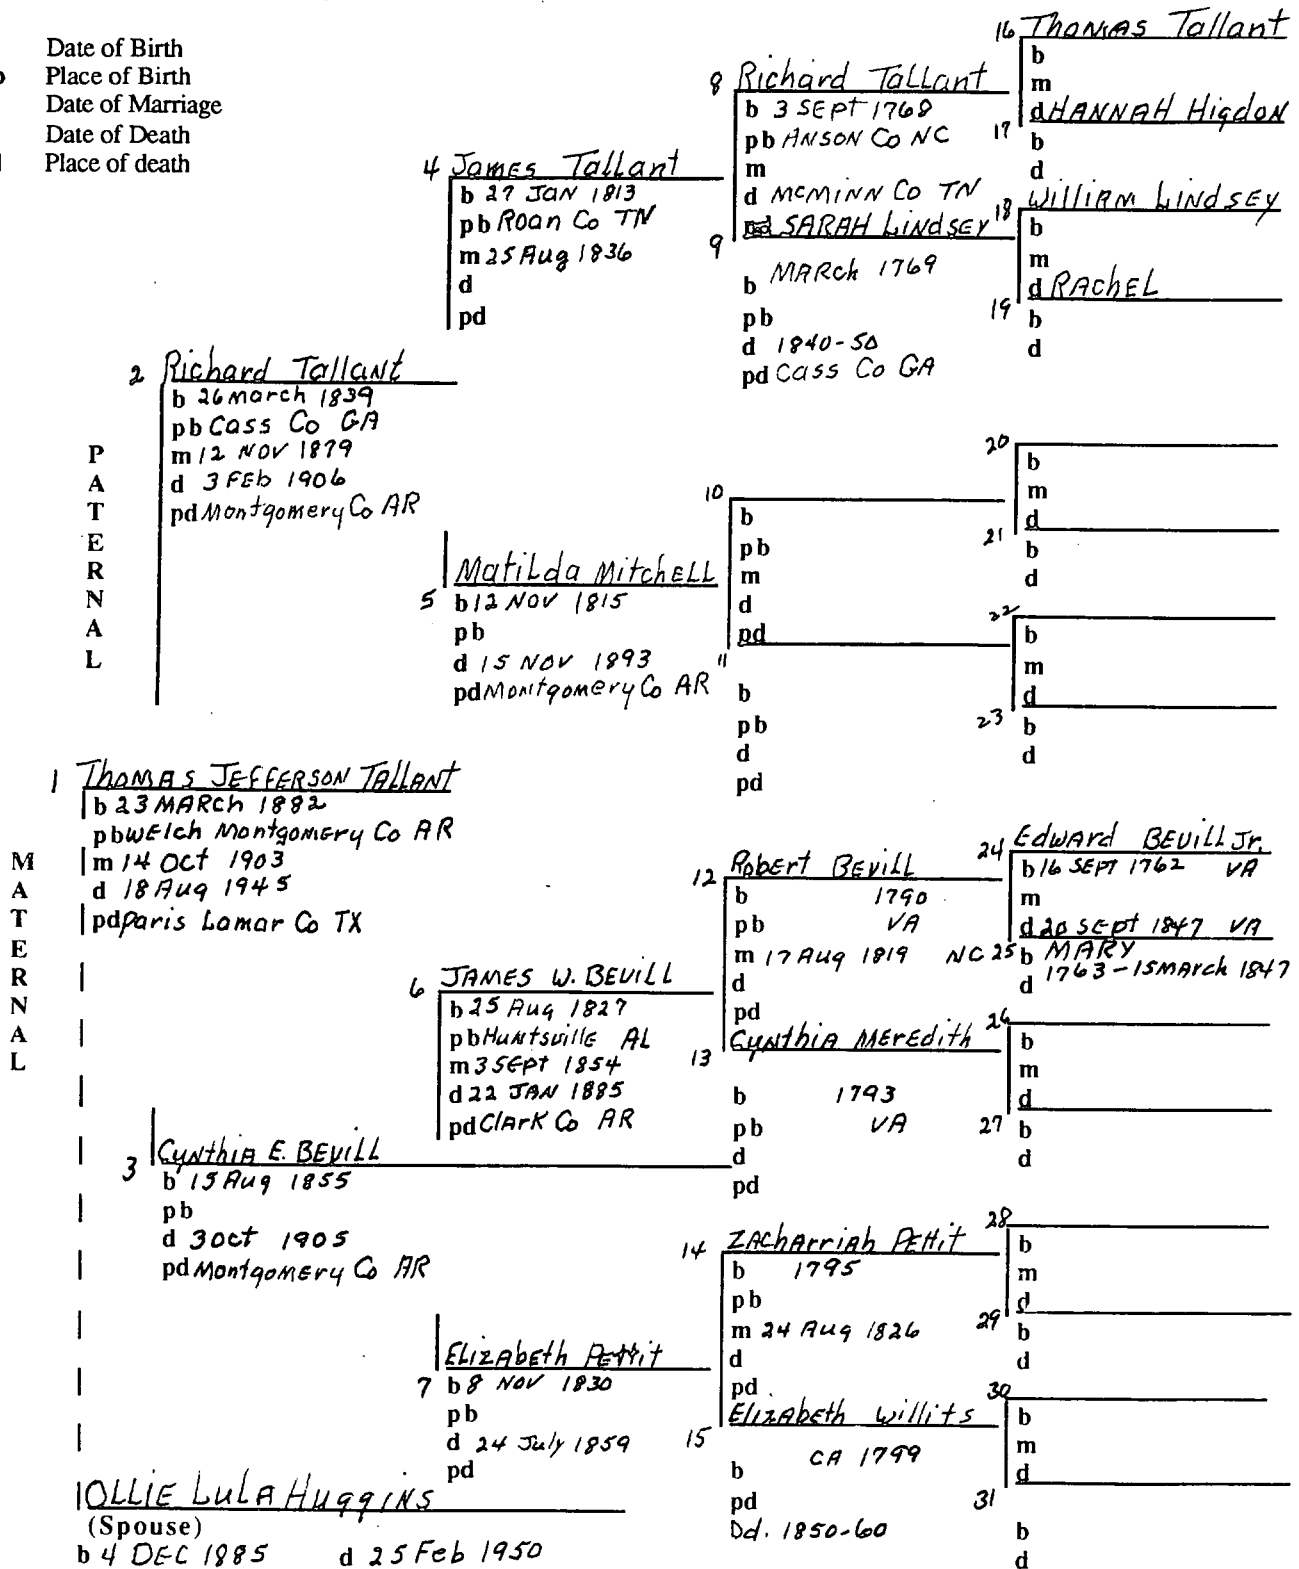 Date of Birth
Place of Birth
Date of Marriage
Date of Death
Place of death
PATERNAL
MATERNAL
1 Thomas JEFFERSON TALLANT
b 23 MARCH 1882
pb WElch Montgomery Co AR
m 14 Oct 1903
d 18 Aug 1945
pd Paris Lamar Co TX
OLLIE LULA HUGGINS
(Spouse)
b 4 DEC 1885 d 25 Feb 1950
2 Richard Tallant
b 26 March 1839
pb Cass Co GA
m 12 NOV 1879
d 3 FEb 1906
pd Montgomery Co AR
3 Cynthia E. BEVILL
b 15 Aug 1855
pb
d 3 Oct 1905
pd Montgomery Co AR
4 James Tallant
b 27 JAN 1813
pb Roan Co TN
m 25 Aug 1836
d
pd
Matilda MitchELL
5 b 12 NOV 1815
pb
d 15 NOV 1893
pd Montgomery Co AR
6 JAMES W. BEVILL
b 25 Aug 1827
pb Huntsville AL
m 3 SEPT 1854
d 22 JAN 1885
pd Clark Co AR
Elizabeth Pettit
7 b 8 NOV 1830
pb
d 24 July 1859
pd
8 Richard Tallant
b 3 SEPT 1768
pb ANSON Co NC
m
d McMinn Co TN
SARAH LindsEY
9
b MARCH 1769
pb
d 1840-50
pd Cass Co GA
10
b
pb
m
d
pd
11
b
pb
d
pd
12 Robert BEVILL
b 1790
pb VA
m 17 Aug 1819 NC
d
pd
Cynthia MEREdith
13
b 1793
pb VA
d
pd
14 ZAcharriah PEttit
b 1795
pb
m 24 Aug 1826
d
pd
Elizabeth Willits
15
b CA 1799
pd
Dd. 1850-60
16 Thomas Tallant
b
m
d HANNAH Higdon
17 b
d
18 William LindsEY
b
m
d RAchEL
19 b
d
20
b
m
d
21 b
d
22
b
m
d
23 b
d
24 Edward BEVILL Jr.
b 16 SEPT 1762 VA
m
d 20 SEPT 1847 VA
25 b MARY
d 1763-15 March 1847
26
b
m
d
27 b
d
28
b
m
d
29 b
d
30
b
m
d
31
b
d